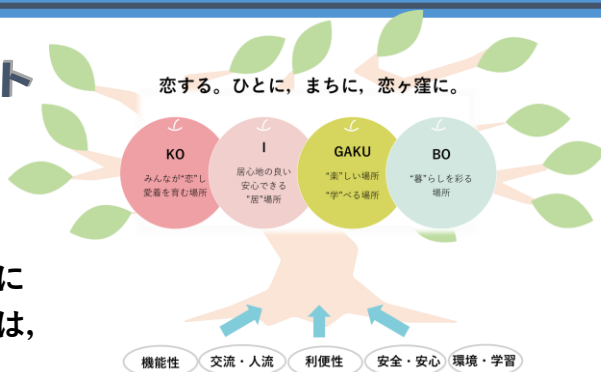 ト
恋する。ひとに，まちに，恋ヶ窪に。
KO
みんなが“恋”し
愛着を育む場所
I
居心地の良い
安心できる
“居”場所
GAKU
“楽”しい場所
“学”べる場所
BO
“暮”らしを彩る
場所
に
は，
機能性
交流・人流
利便性
安全・安心
環境・学習